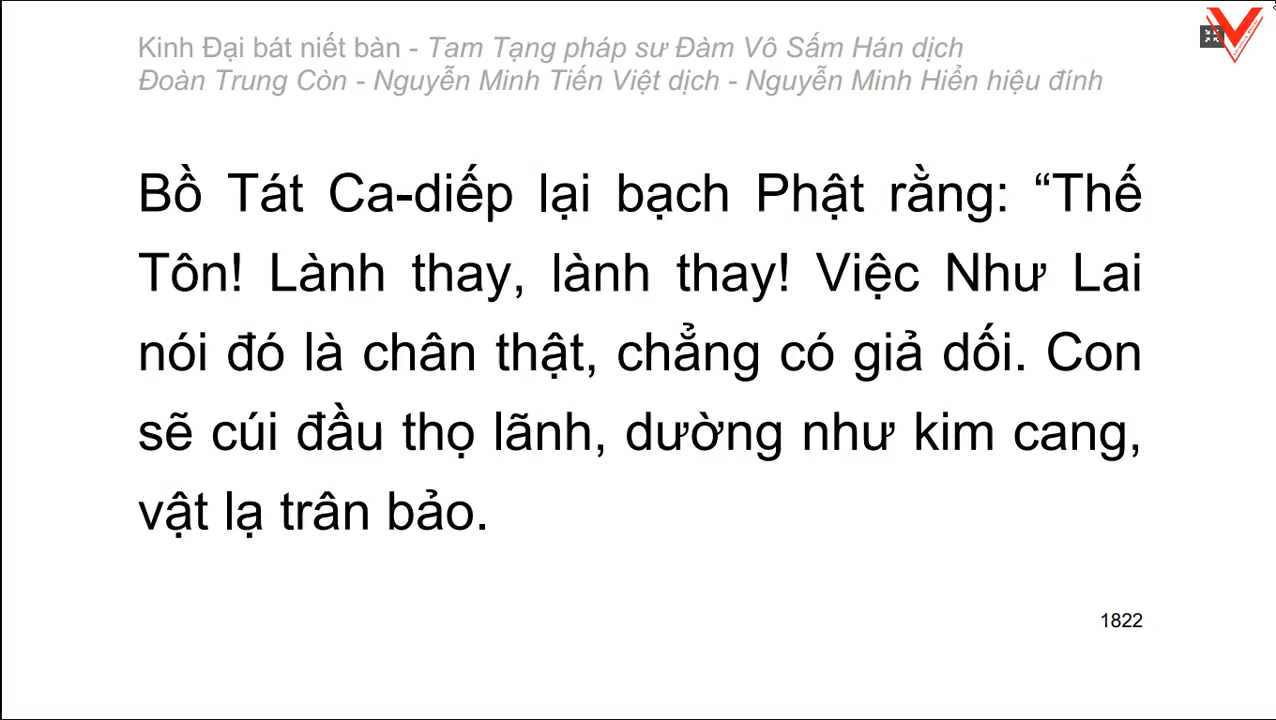 Kinh Đại bát niết bàn - Tam Tạng pháp sư Đàm Vô Sấm Hán dịch
Đoàn Trung Còn - Nguyễn Minh Tiến Việt dịch - Nguyễn Minh Hiển hiệu đính
Bồ Tát Ca-diếp lại bạch Phật rằng: “Thế
Tôn! Lành thay, lành thay! Việc Như Lai
nói đó là chân thật, chẳng có giả dối. Con
sẽ cúi đầu thọ lãnh, dường như kim cang,
vật lạ trân bảo.
1822